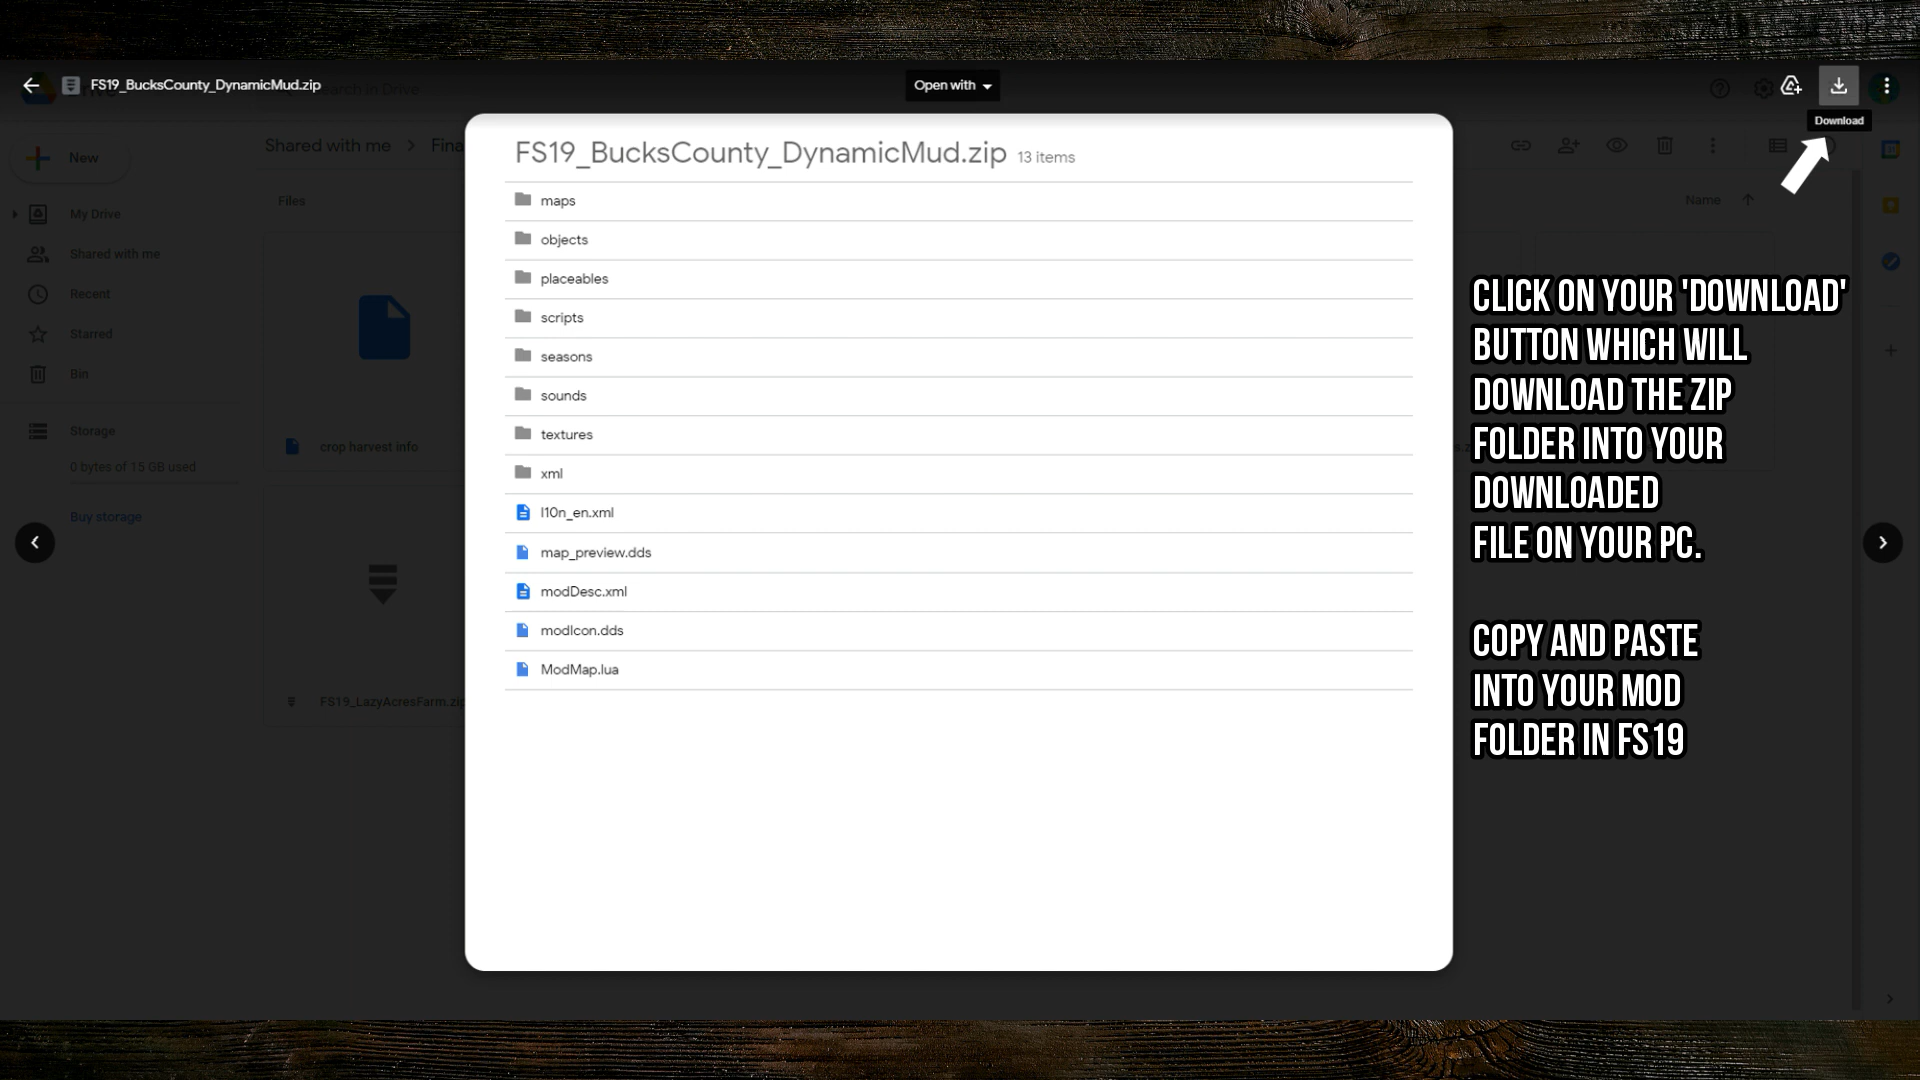 FS19_BucksCounty_DynamicMud.zip
Open with
Download
New
Shared with me > Fina
Files
Name
My Drive
Shared with me
Recent
Starred
Bin
Storage
0 bytes of 15 GB used
Buy storage
crop harvest info
FS19_LazyAcresFarm.zip
FS19_BucksCounty_DynamicMud.zip 13 items
maps
objects
placeables
scripts
seasons
sounds
textures
xml
l10n_en.xml
map_preview.dds
modDesc.xml
modIcon.dds
ModMap.lua
CLICK ON YOUR 'DOWNLOAD'
BUTTON WHICH WILL
DOWNLOAD THE ZIP
FOLDER INTO YOUR
DOWNLOADED
FILE ON YOUR PC.
COPY AND PASTE
INTO YOUR MOD
FOLDER IN FS19